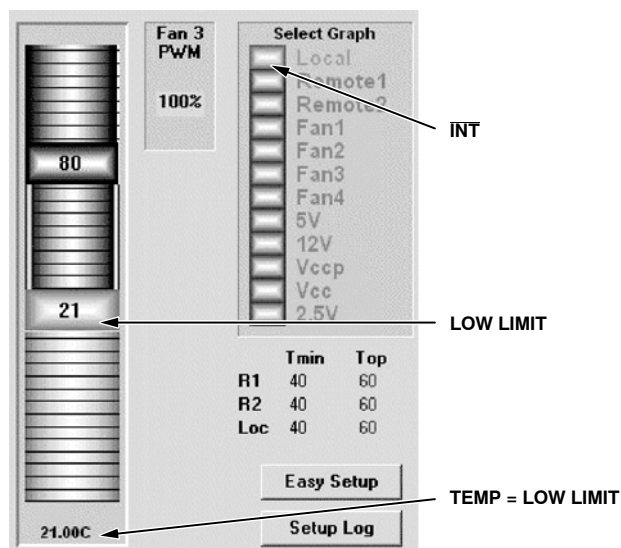 Fan 3
PWM
100%
80
21
21.00C
Select Graph
Local
Remote1
Remote2
Fan1
Fan2
Fan3
Fan4
5V
12V
Vccp
Vcc
2.5V
Tmin Top
R1 40 60
R2 40 60
Loc 40 60
Easy Setup
Setup Log
I̅N̅T̅
LOW LIMIT
TEMP = LOW LIMIT